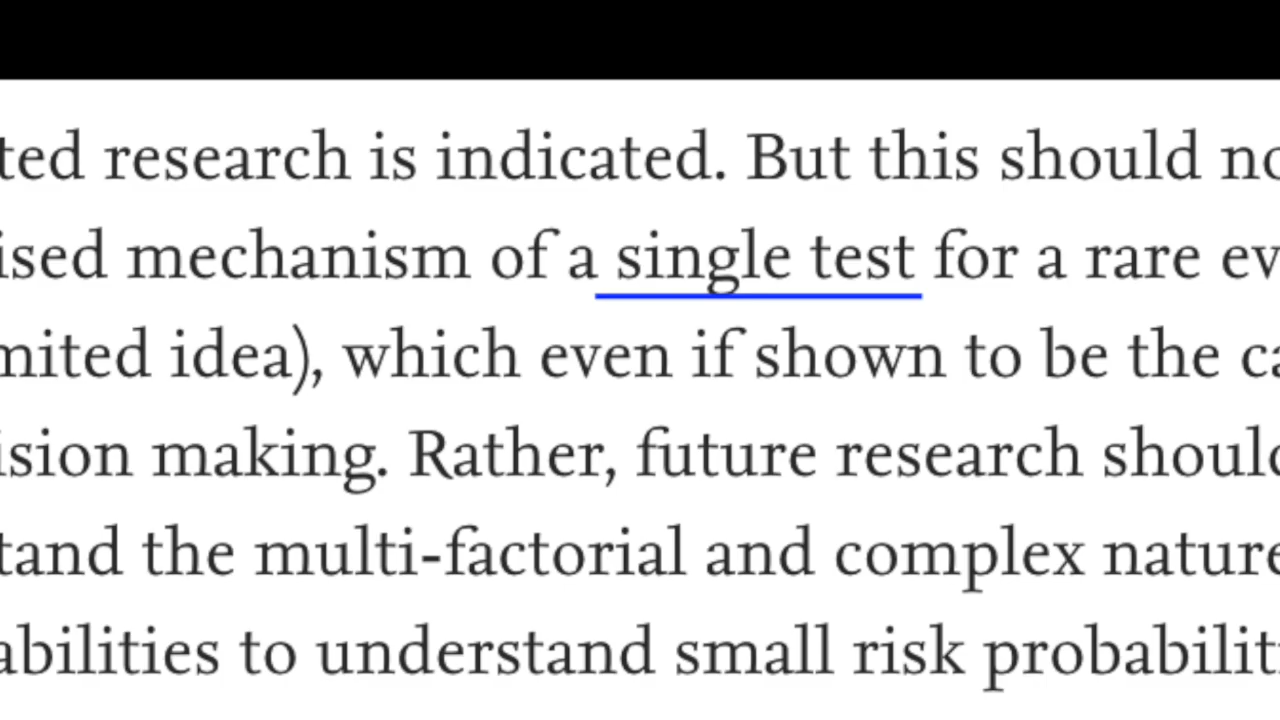 ted research is indicated. But this should no
ised mechanism of a single test for a rare ev
mited idea), which even if shown to be the ca
ision making. Rather, future research should
tand the multi-factorial and complex nature
abilities to understand small risk probabiliti